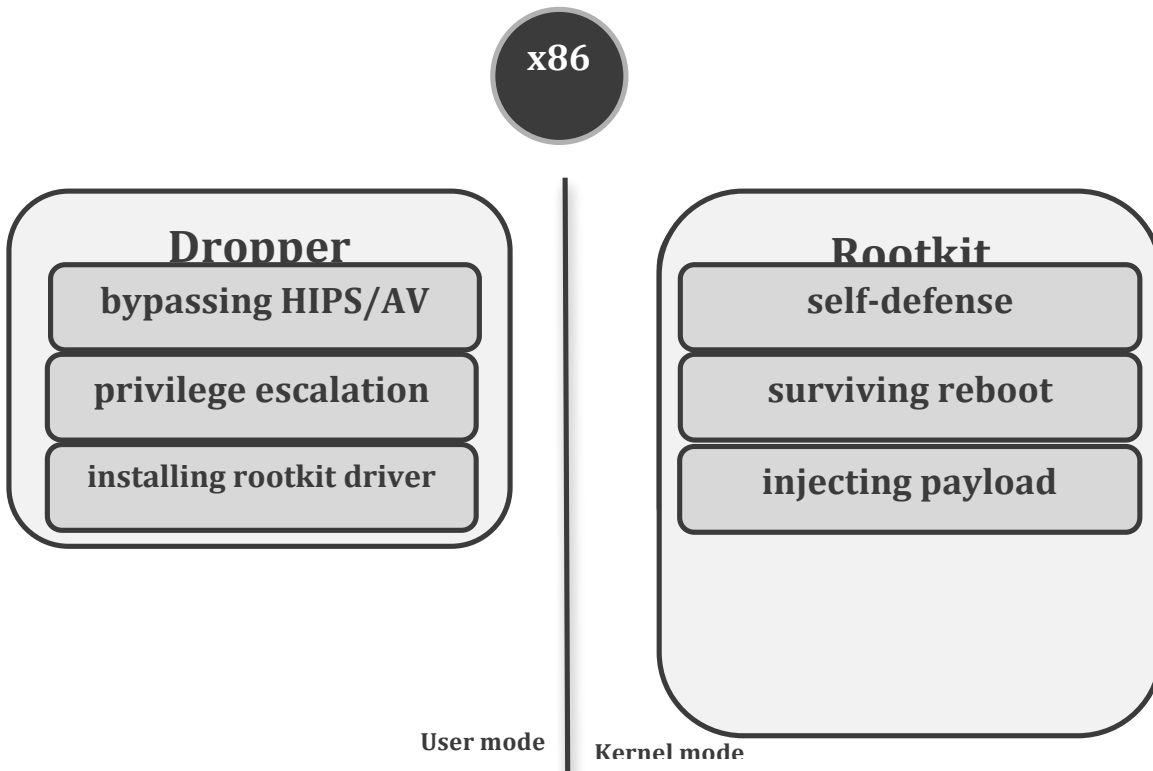 x86
Dropper
bypassing HIPS/AV
privilege escalation
installing rootkit driver
Rootkit
self-defense
surviving reboot
injecting payload
User mode
Kernel mode